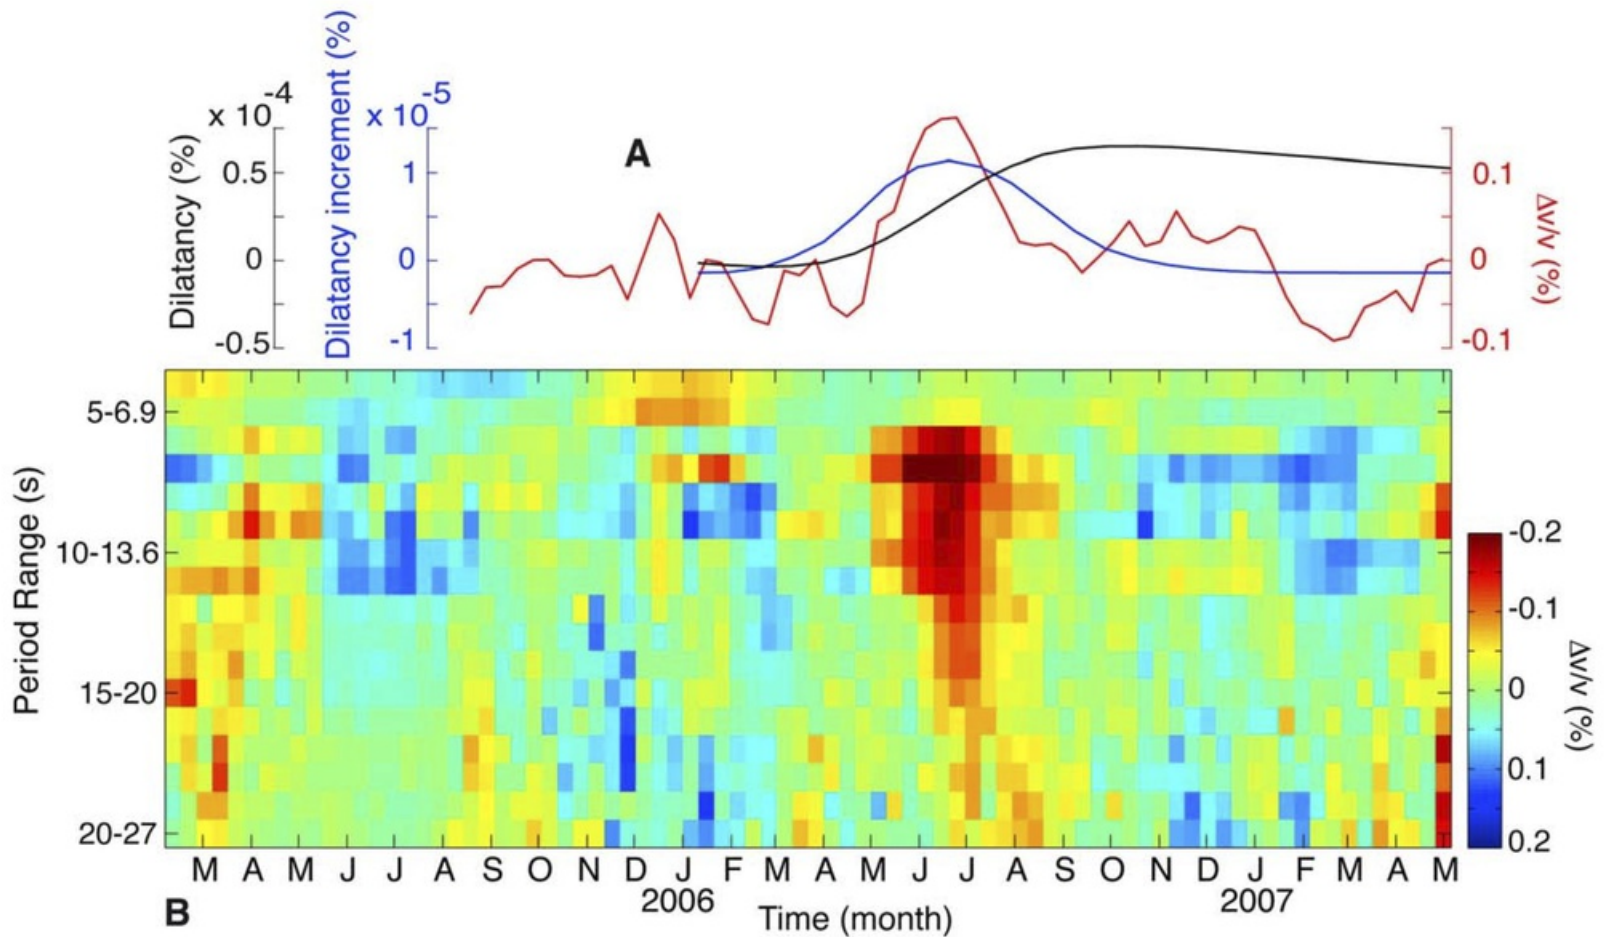 x 10-4
Dilatancy (%)
0.5
0
-0.5
x 10-5
Dilatancy increment (%)
1
0
-1
A
0.1
0
-0.1
Δv/v (%)
Period Range (s)
5-6.9
10-13.6
15-20
20-27
M A M J J A S O N D J F M A M J J A S O N D J F M A M
2006 2007
Time (month)
B
-0.2
-0.1
0
0.1
0.2
Δv/v (%)